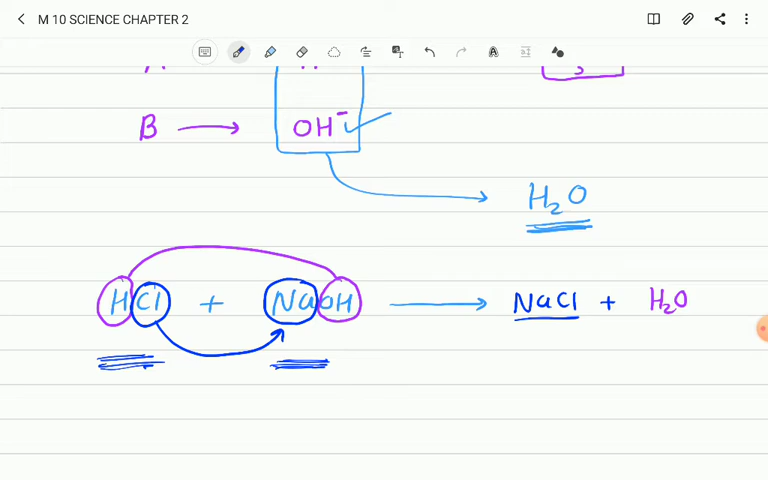 M 10 SCIENCE CHAPTER 2
B → OH⁻
H₂O
HCl + NaOH → NaCl + H₂O